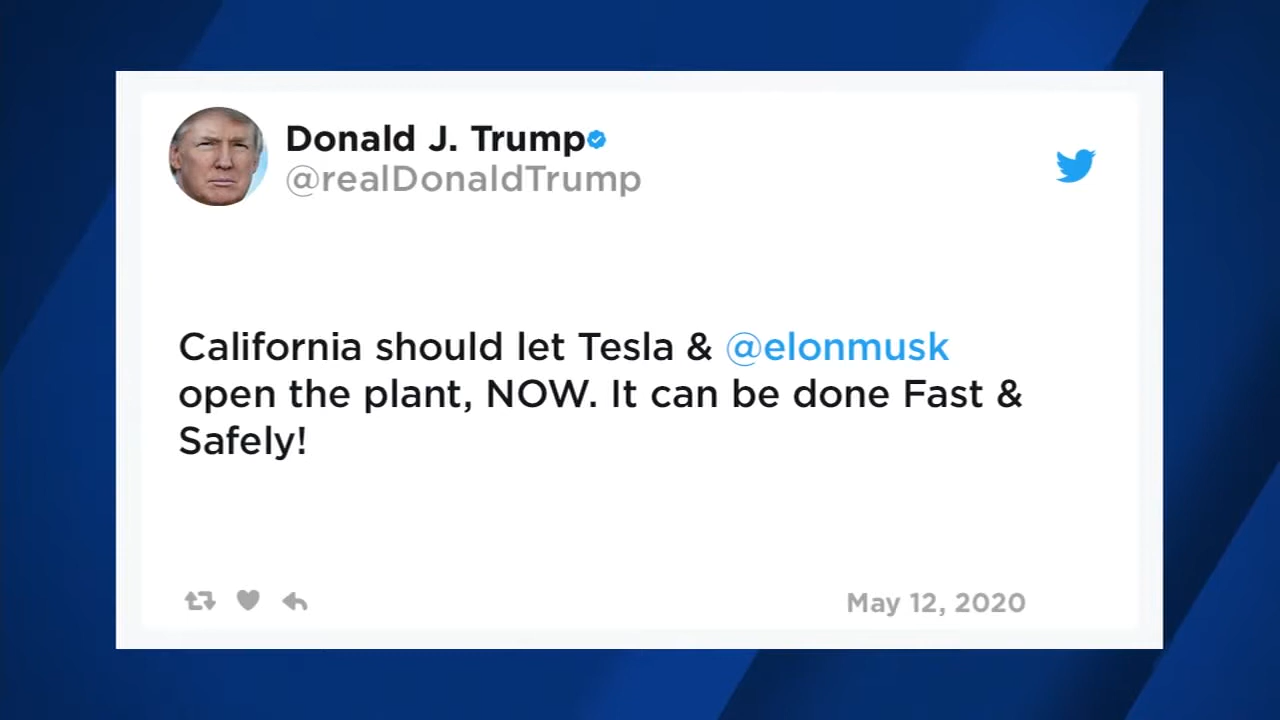 Donald J. Trump
@realDonaldTrump
California should let Tesla & @elonmusk
open the plant, NOW. It can be done Fast &
Safely!
May 12, 2020